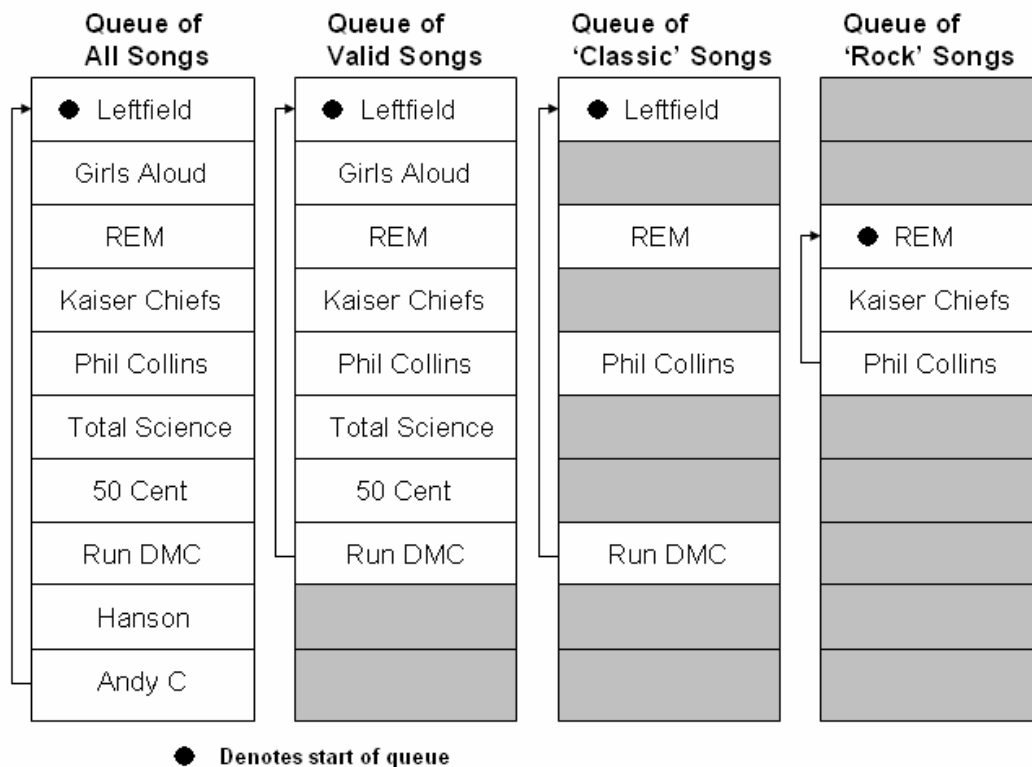 Queue of
All Songs
Queue of
Valid Songs
Queue of
‘Classic’ Songs
Queue of
‘Rock’ Songs
Leftfield
Leftfield
Leftfield
Girls Aloud
Girls Aloud
REM
REM
REM
REM
Kaiser Chiefs
Kaiser Chiefs
Kaiser Chiefs
Phil Collins
Phil Collins
Phil Collins
Phil Collins
Total Science
Total Science
50 Cent
50 Cent
Run DMC
Run DMC
Run DMC
Hanson
Andy C
Denotes start of queue